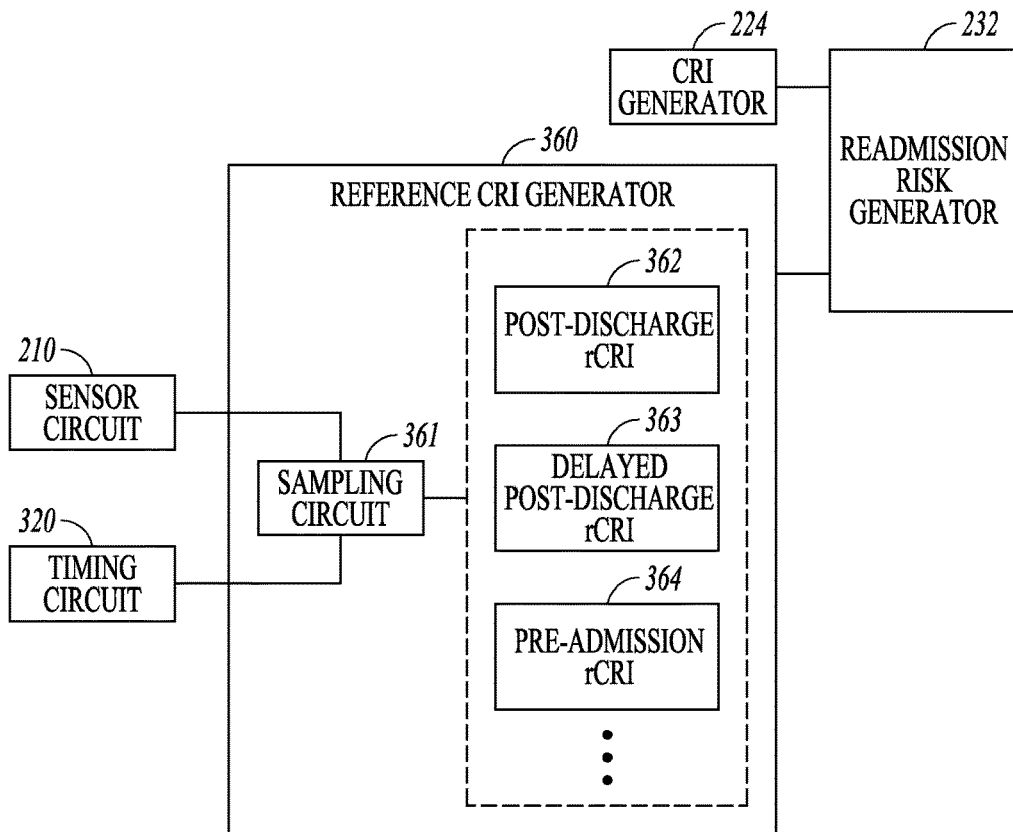 224
CRI
GENERATOR
232
READMISSION
RISK
GENERATOR
360
REFERENCE CRI GENERATOR
362
POST-DISCHARGE
rCRI
210
SENSOR
CIRCUIT
361
SAMPLING
CIRCUIT
363
DELAYED
POST-DISCHARGE
rCRI
320
TIMING
CIRCUIT
364
PRE-ADMISSION
rCRI